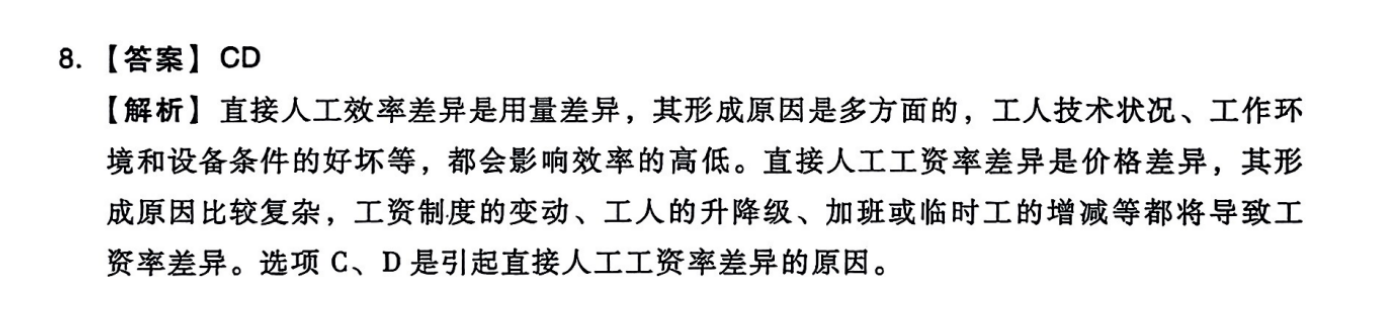 8. 【答案】CD
【解析】直接人工效率差异是用量差异，其形成原因是多方面的，工人技术状况、工作环
境和设备条件的好坏等，都会影响效率的高低。直接人工工资率差异是价格差异，其形
成原因比较复杂，工资制度的变动、工人的升降级、加班或临时工的增减等都将导致工
资率差异。选项 C、D 是引起直接人工工资率差异的原因。